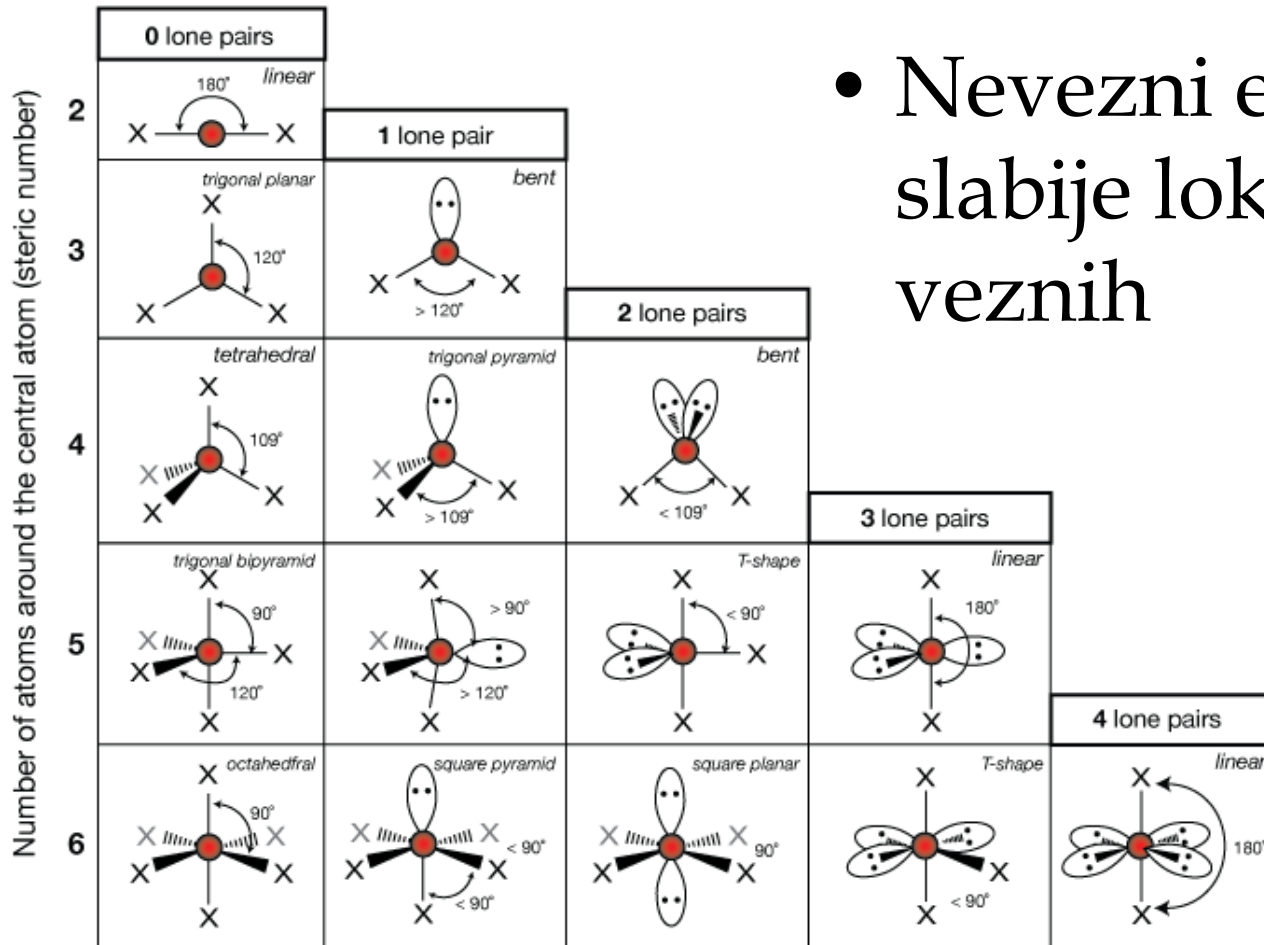 0 lone pairs
• Nevezni
slabije
veznih
Number of atoms around the central atom (steric number)
2
linear
180°
X X
1 lone pair
3
trigonal planar
X
120°
X X
bent
X X
> 120°
2 lone pairs
4
tetrahedral
X
109°
X
X
X
trigonal pyramid
X
X
X
> 109°
bent
X X
< 109°
3 lone pairs
5
trigonal bipyramid
X
90°
X
X
X
120°
X
X
> 90°
X
X
> 120°
X
T-shape
X
< 90°
X
X
linear
X
180°
X
4 lone pairs
6
octahedfral
X
90°
X X
X X
X
square pyramid
X X
< 90°
X X
< 90°
X
square planar
X X
90°
X X
T-shape
X
X
< 90°
X
linear
X
180°
X